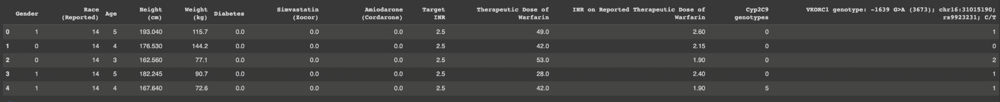 Gender Race (Reported) Age Height (cm) Weight (kg) Diabetes Simvastatin (Zocor) Amiodarone (Cordarone) Target INR Therapeutic Dose of Warfarin INR on Reported Therapeutic Dose of Warfarin Cyp2C9 genotypes VKORC1 genotype: -1639 G>A (3673); chr16:31015190; rs9923231; C/T
0 1 14 5 193.040 115.7 0.0 0.0 0.0 2.5 49.0 2.60 0 1
1 0 14 4 176.530 144.2 0.0 0.0 0.0 2.5 42.0 2.15 0 0
2 0 14 3 162.560 77.1 0.0 0.0 0.0 2.5 53.0 1.90 0 2
3 1 14 5 182.245 90.7 0.0 0.0 0.0 2.5 28.0 2.40 0 1
4 1 14 4 167.640 72.6 0.0 0.0 0.0 2.5 42.0 1.90 5 1